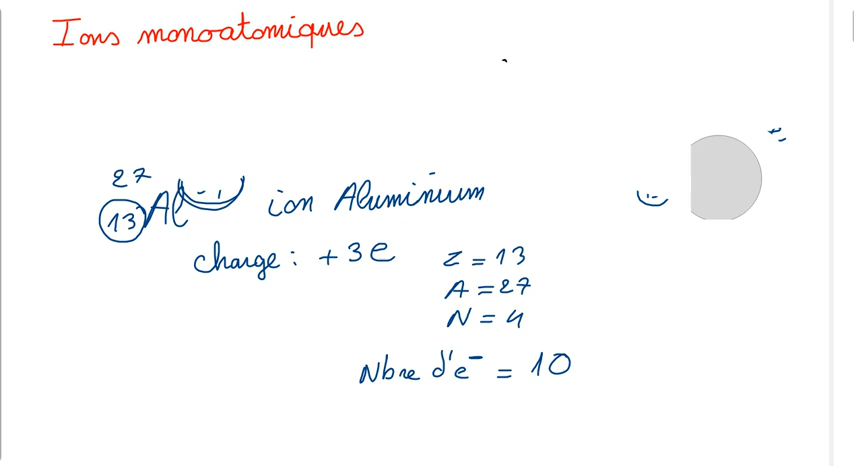 Ions monoatomiques
27
13 Al ion Aluminium
charge : +3e
Z = 13
A = 27
N = 4
Nbre d'e⁻ = 10